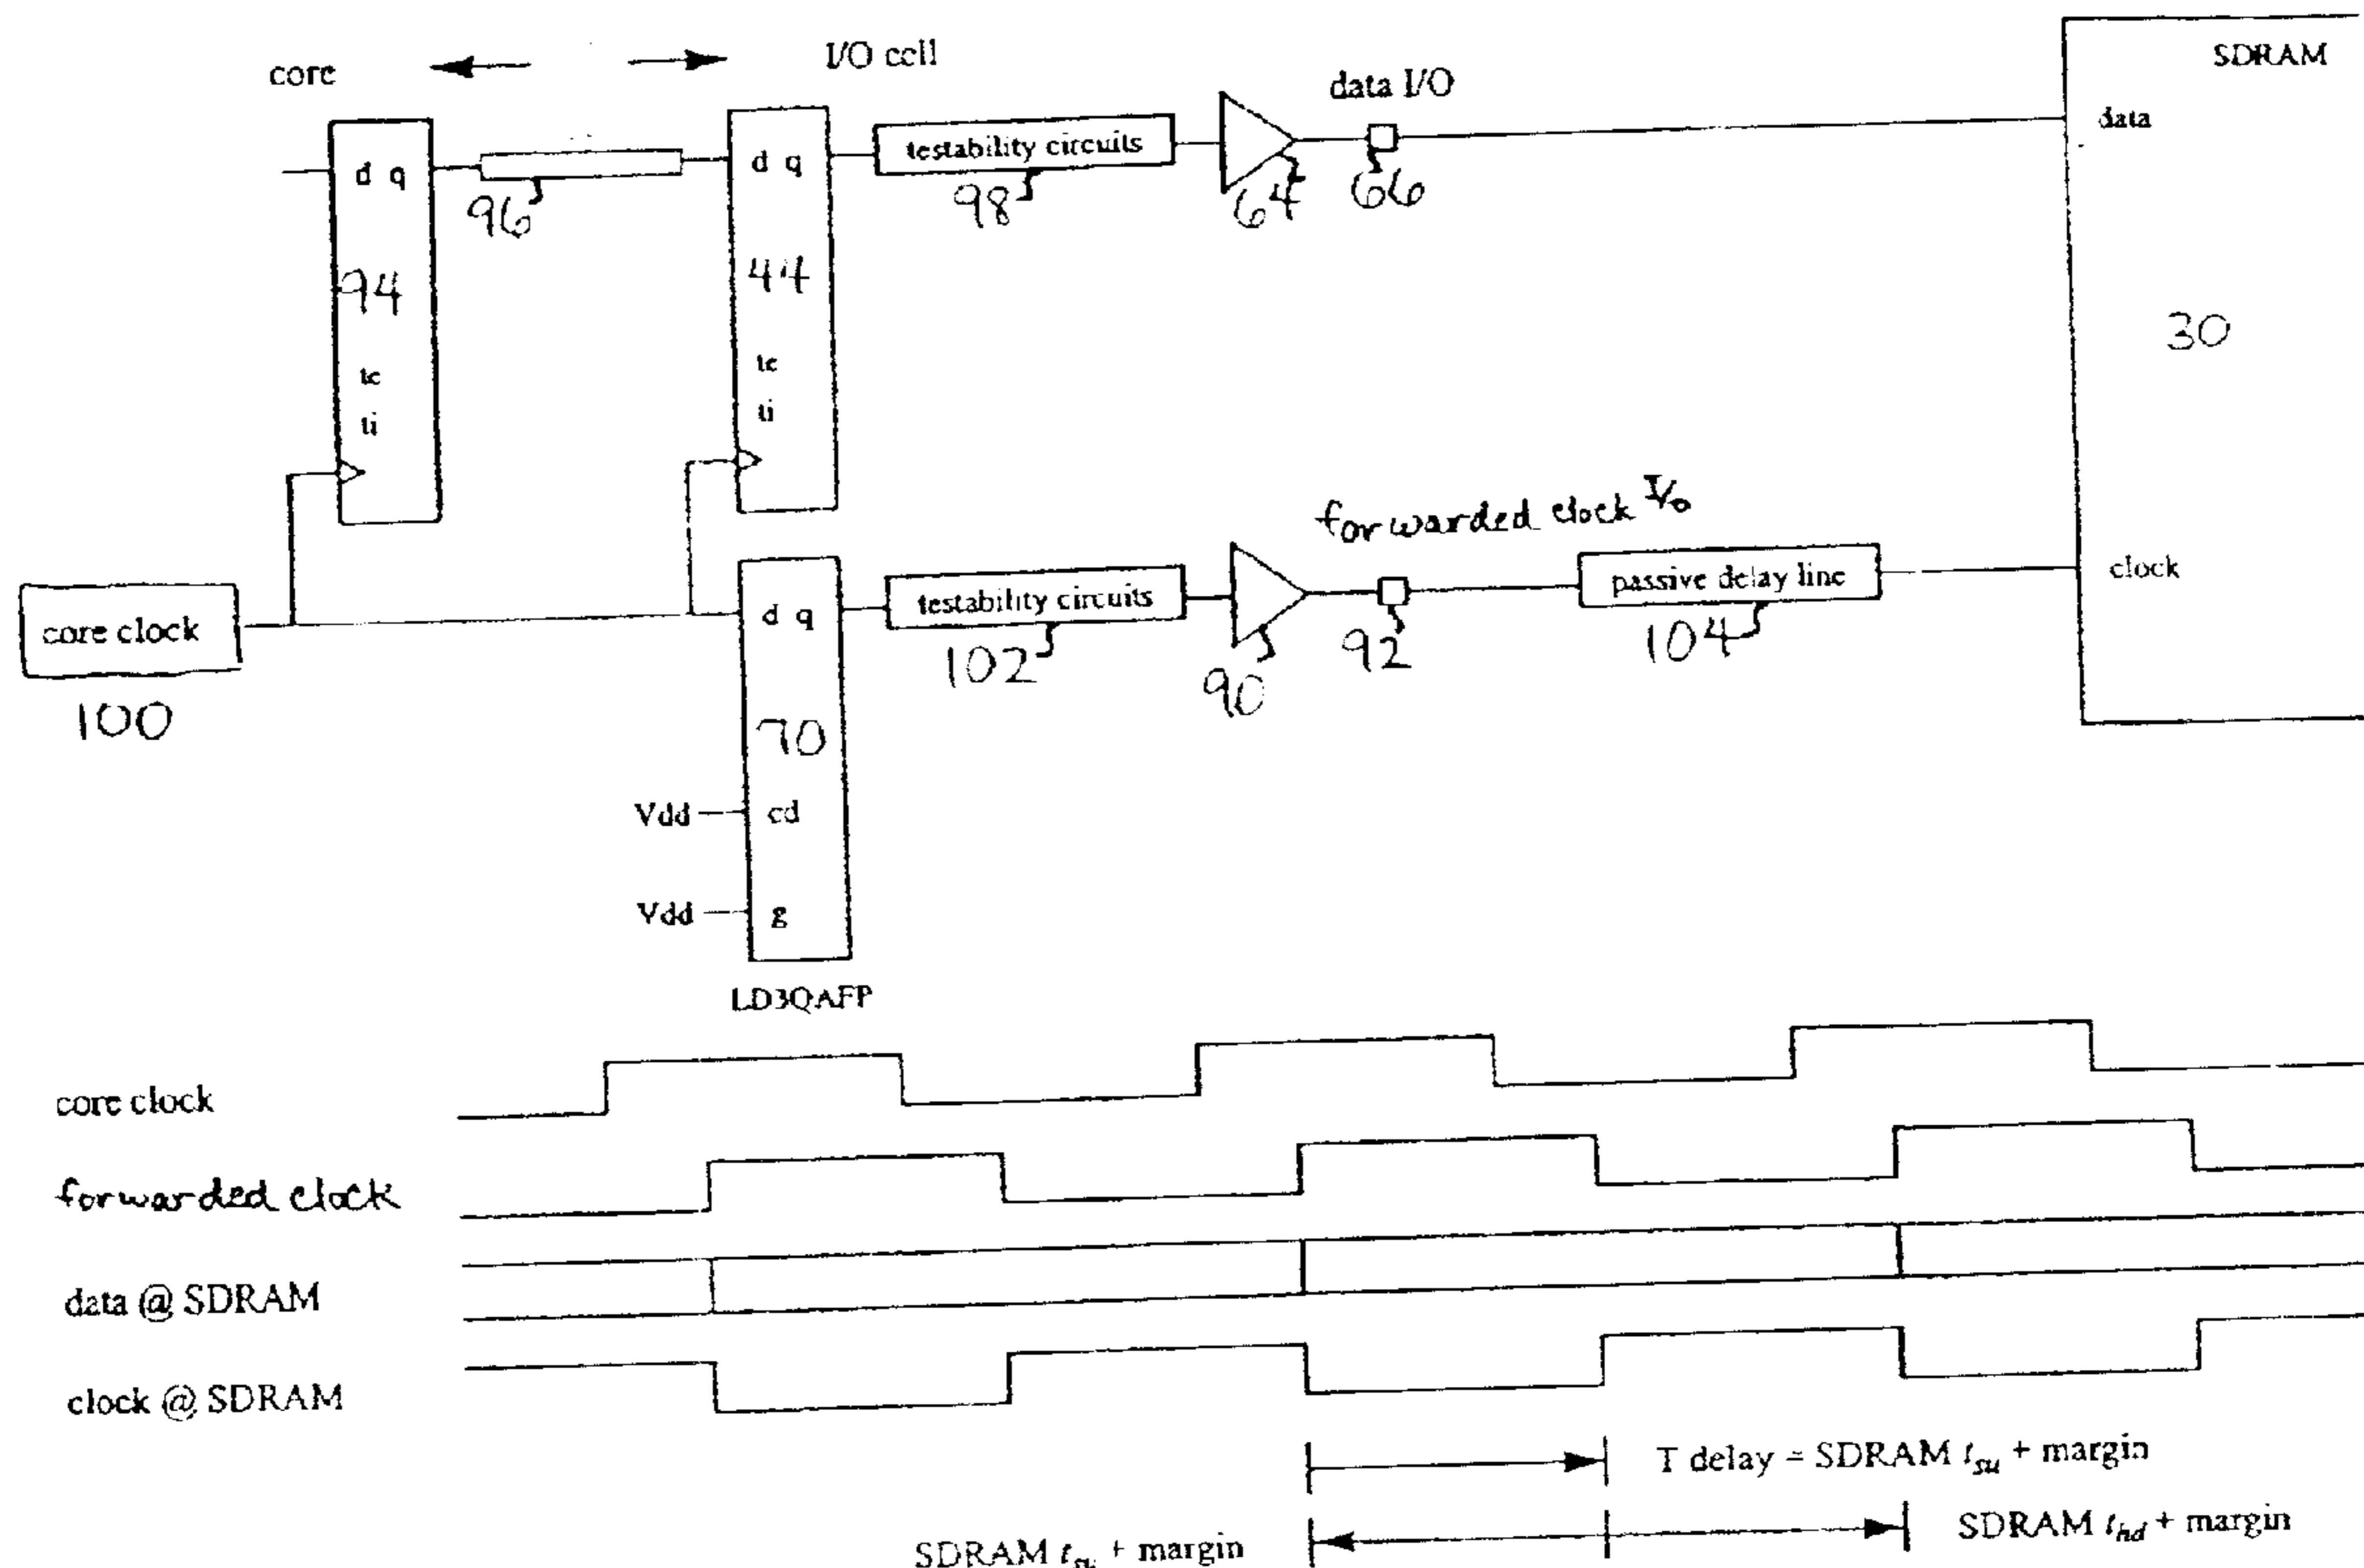 core
I/O cell
SDRAM
data I/O
data
d q
d q
testability circuits
96
98
64
66
94
44
30
te
te
ti
ti
forwarded clock I/o
core clock
d q
testability circuits
passive delay line
clock
100
102
90
92
104
70
Vdd
cd
Vdd
g
LD3QAFP
core clock
forwarded clock
data @ SDRAM
clock @ SDRAM
T delay = SDRAM tsu + margin
SDRAM tsu + margin
SDRAM thd + margin